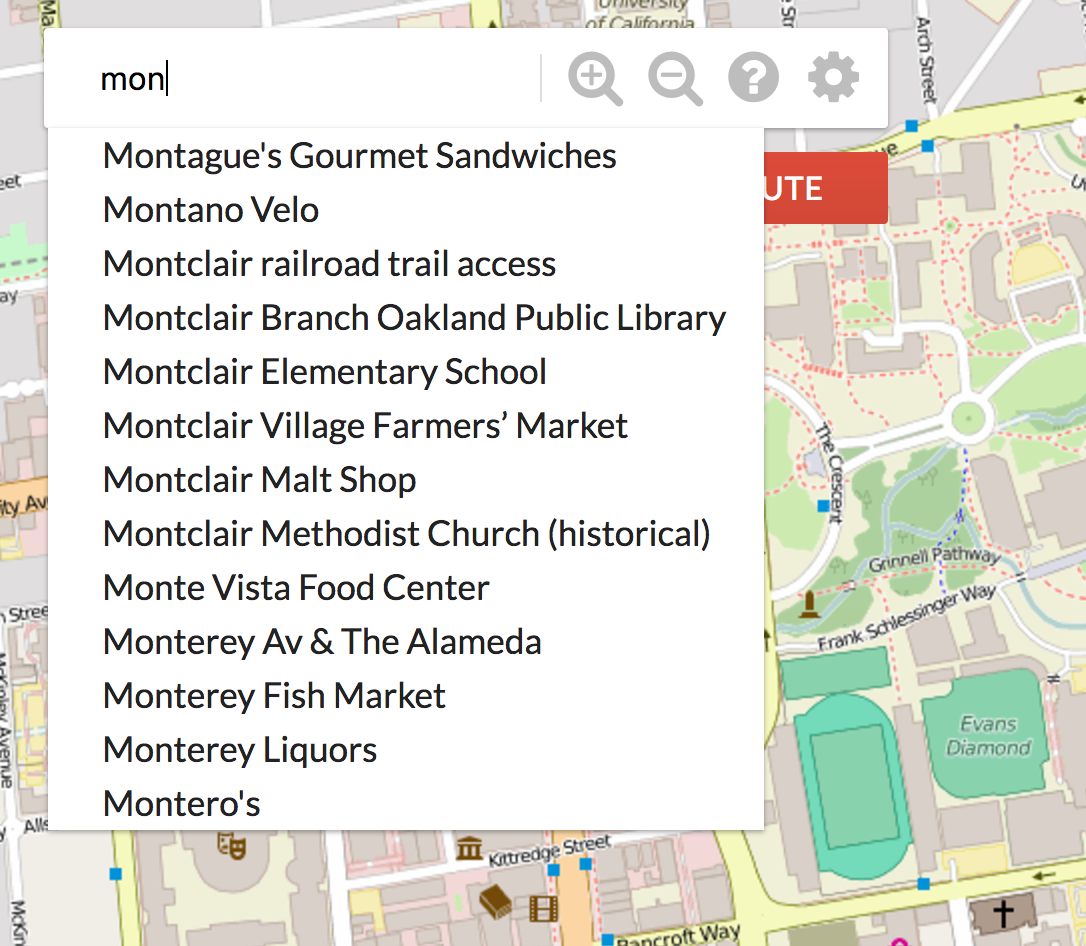 University
of California
mon
Montague's Gourmet Sandwiches
Montano Velo
Montclair railroad trail access
Montclair Branch Oakland Public Library
Montclair Elementary School
Montclair Village Farmers’ Market
Montclair Malt Shop
Montclair Methodist Church (historical)
Monte Vista Food Center
Monterey Av & The Alameda
Monterey Fish Market
Monterey Liquors
Montero's
UTE
Arch Street
The Crescent
Grinnell Pathway
Frank Schlessinger Way
Evans
Diamond
ity Av
Stree
McKinley Avenue
Kittredge Street
Bancroft Way
McKin